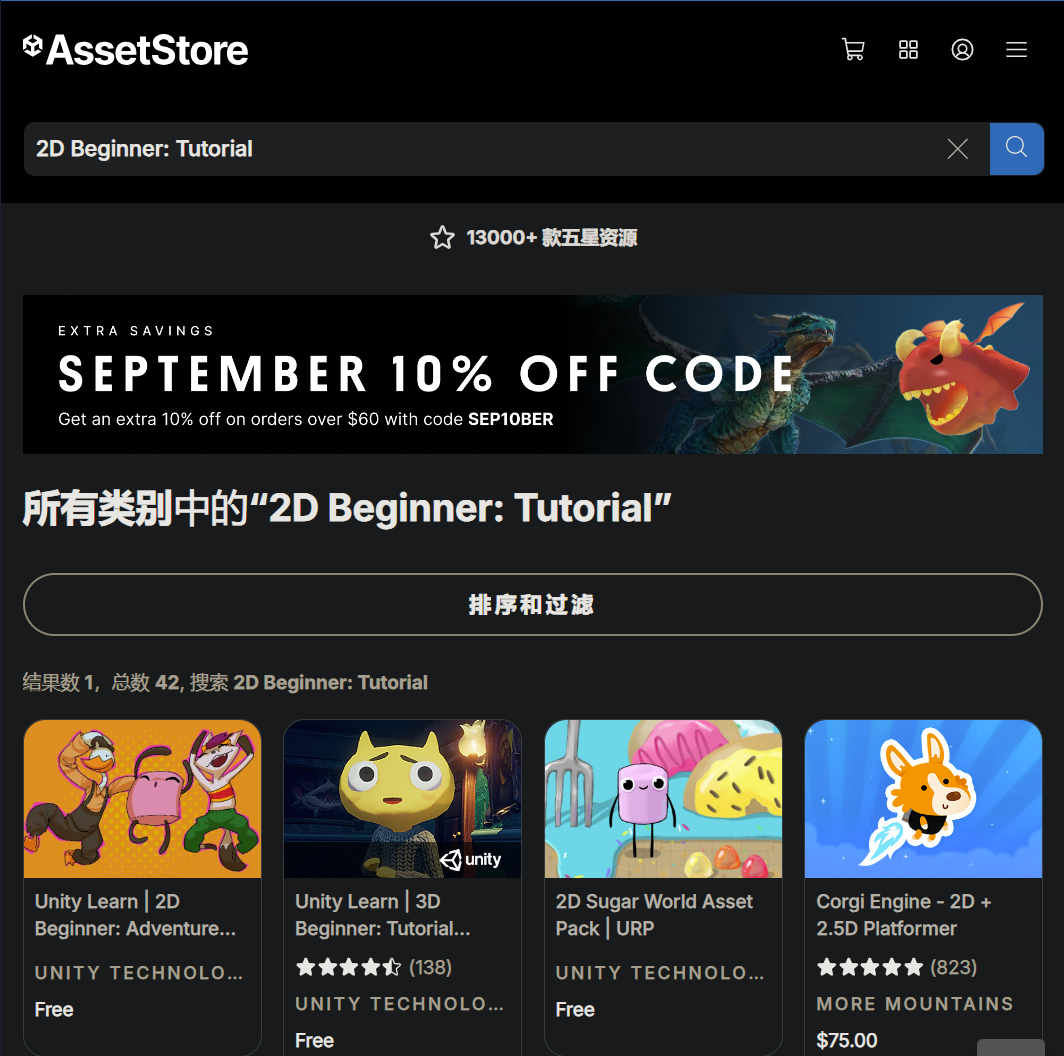 AssetStore
2D Beginner: Tutorial
13000+ 款五星资源
EXTRA SAVINGS
SEPTEMBER 10% OFF CODE
Get an extra 10% off on orders over $60 with code SEP10BER
所有类别中的“2D Beginner: Tutorial”
排序和过滤
结果数 1，总数 42, 搜索 2D Beginner: Tutorial
unity
Unity Learn | 2D
Beginner: Adventure...
UNITY TECHNOLO...
Free
Unity Learn | 3D
Beginner: Tutorial...
(138)
UNITY TECHNOLO...
Free
2D Sugar World Asset
Pack | URP
UNITY TECHNOLO...
Free
Corgi Engine - 2D +
2.5D Platformer
(823)
MORE MOUNTAINS
$75.00